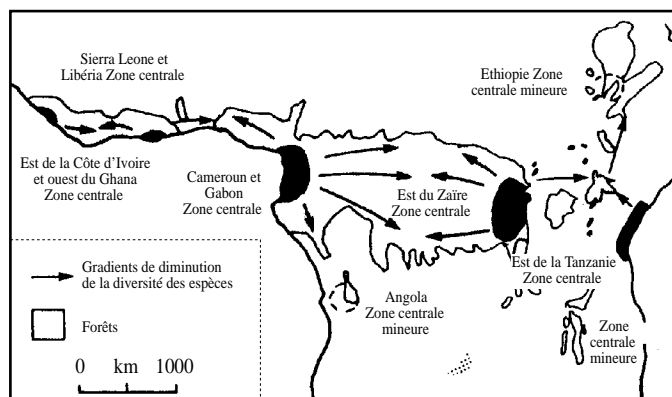 Sierra Leone et
Libéria Zone centrale
Ethiopie Zone
centrale mineure
Est de la Côte d'Ivoire
et ouest du Ghana
Zone centrale
Cameroun et
Gabon
Zone centrale
Est du Zaïre
Zone centrale
Est de la Tanzanie
Zone centrale
Angola
Zone centrale
mineure
Zone
centrale
mineure
Gradients de diminution
de la diversité des espèces
Forêts
0 km 1000